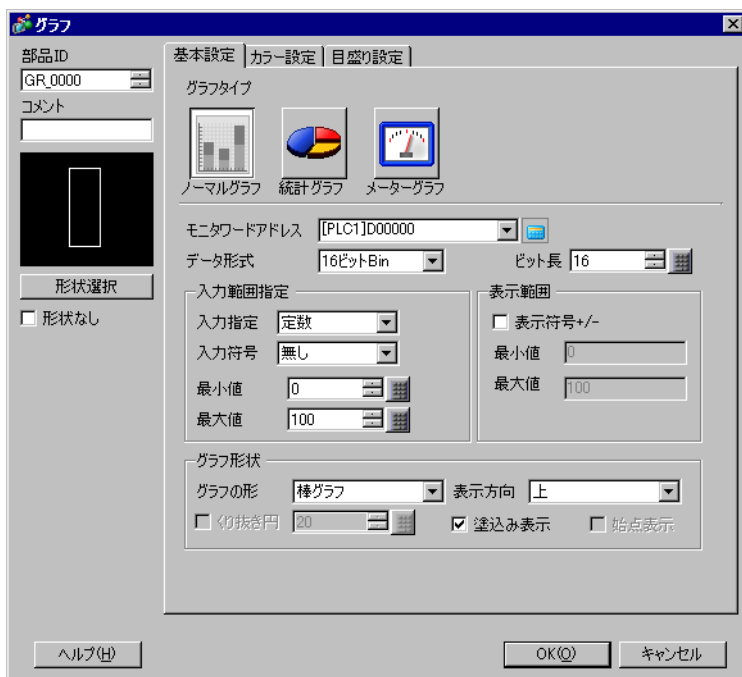 グラフ
部品ID
GR_0000
コメント
形状選択
形状なし
基本設定 カラー設定 目盛り設定
グラフタイプ
ノーマルグラフ 統計グラフ メーターグラフ
モニタワードアドレス [PLC1]D00000
データ形式 16ビットBin ビット長 16
入力範囲指定 表示範囲
入力指定 定数 表示符号+/-
入力符号 無し 最小値 0
最小値 0 最大値 100
最大値 100
グラフ形状
グラフの形 棒グラフ 表示方向 上
くり抜き円 20 塗込み表示 始点表示
ヘルプ(H) OK(O) キャンセル